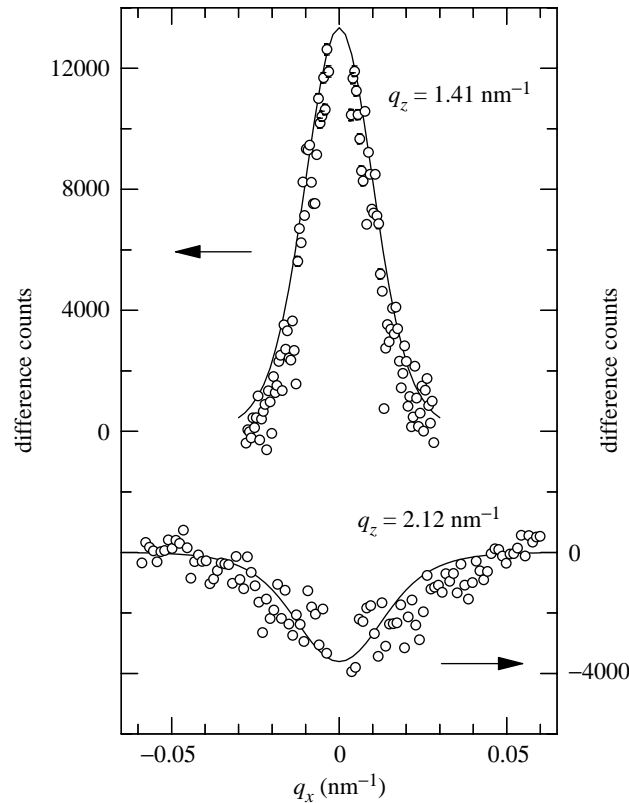 12000
q_z = 1.41 nm⁻¹
8000
difference counts
difference counts
4000
0
q_z = 2.12 nm⁻¹
0
−4000
−0.05 0 0.05
q_x (nm⁻¹)